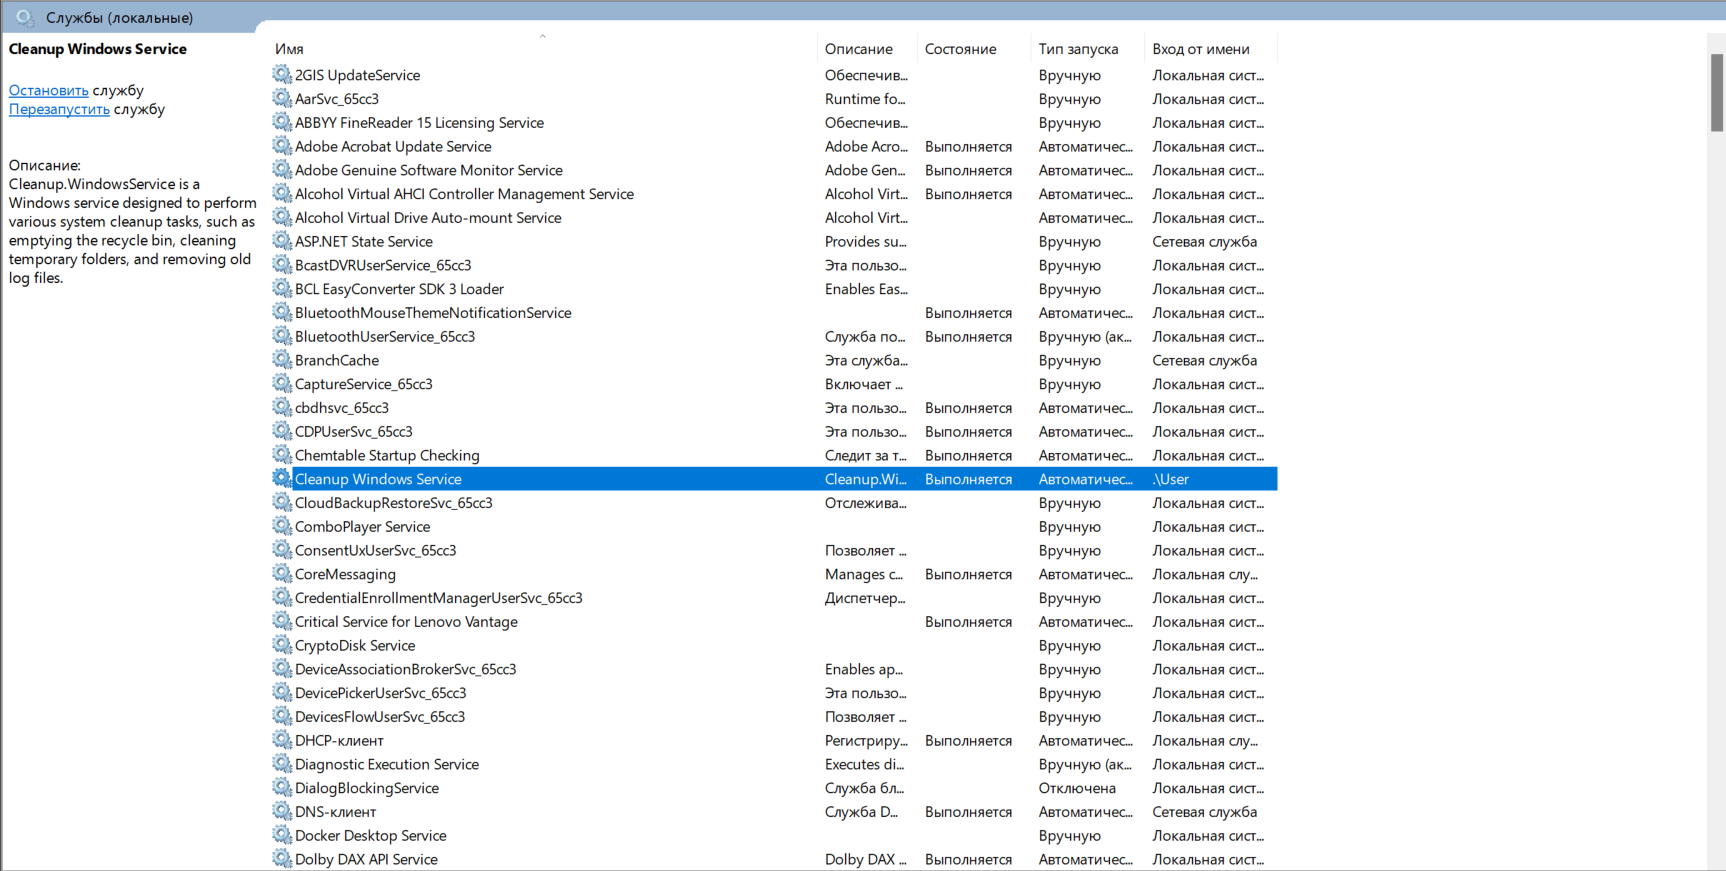 Службы (локальные)
Cleanup Windows Service
Остановить службу
Перезапустить службу
Описание:
Cleanup.WindowsService is a
Windows service designed to perform
various system cleanup tasks, such as
emptying the recycle bin, cleaning
temporary folders, and removing old
log files.
Имя Описание Состояние Тип запуска Вход от имени
2GIS UpdateService Обеспечив... Вручную Локальная сист...
AarSvc_65cc3 Runtime fo... Вручную Локальная сист...
ABBYY FineReader 15 Licensing Service Обеспечив... Вручную Локальная сист...
Adobe Acrobat Update Service Adobe Acro... Выполняется Автоматичес... Локальная сист...
Adobe Genuine Software Monitor Service Adobe Gen... Выполняется Автоматичес... Локальная сист...
Alcohol Virtual AHCI Controller Management Service Alcohol Virt... Выполняется Автоматичес... Локальная сист...
Alcohol Virtual Drive Auto-mount Service Alcohol Virt... Автоматичес... Локальная сист...
ASP.NET State Service Provides su... Вручную Сетевая служба
BcastDVRUserService_65cc3 Эта пользо... Вручную Локальная сист...
BCL EasyConverter SDK 3 Loader Enables Eas... Вручную Локальная сист...
BluetoothMouseThemeNotificationService Выполняется Автоматичес... Локальная сист...
BluetoothUserService_65cc3 Служба по... Выполняется Вручную (ак... Локальная сист...
BranchCache Эта служба... Вручную Сетевая служба
CaptureService_65cc3 Включает ... Вручную Локальная сист...
cbdhsvc_65cc3 Эта пользо... Выполняется Автоматичес... Локальная сист...
CDPUserSvc_65cc3 Эта пользо... Выполняется Автоматичес... Локальная сист...
Chemtable Startup Checking Следит за т... Выполняется Автоматичес... Локальная сист...
Cleanup Windows Service Cleanup.Wi... Выполняется Автоматичес... .\User
CloudBackupRestoreSvc_65cc3 Отслежива... Вручную Локальная сист...
ComboPlayer Service Вручную Локальная сист...
ConsentUxUserSvc_65cc3 Позволяет ... Вручную Локальная сист...
CoreMessaging Manages c... Выполняется Автоматичес... Локальная слу...
CredentialEnrollmentManagerUserSvc_65cc3 Диспетчер... Вручную Локальная сист...
Critical Service for Lenovo Vantage Выполняется Автоматичес... Локальная сист...
CryptoDisk Service Вручную Локальная сист...
DeviceAssociationBrokerSvc_65cc3 Enables ap... Вручную Локальная сист...
DevicePickerUserSvc_65cc3 Эта пользо... Вручную Локальная сист...
DevicesFlowUserSvc_65cc3 Позволяет ... Вручную Локальная сист...
DHCP-клиент Регистриру... Выполняется Автоматичес... Локальная слу...
Diagnostic Execution Service Executes di... Вручную (ак... Локальная сист...
DialogBlockingService Служба бл... Отключена Локальная сист...
DNS-клиент Служба D... Выполняется Автоматичес... Сетевая служба
Docker Desktop Service Вручную Локальная сист...
Dolby DAX API Service Dolby DAX ... Выполняется Автоматичес... Локальная сист...